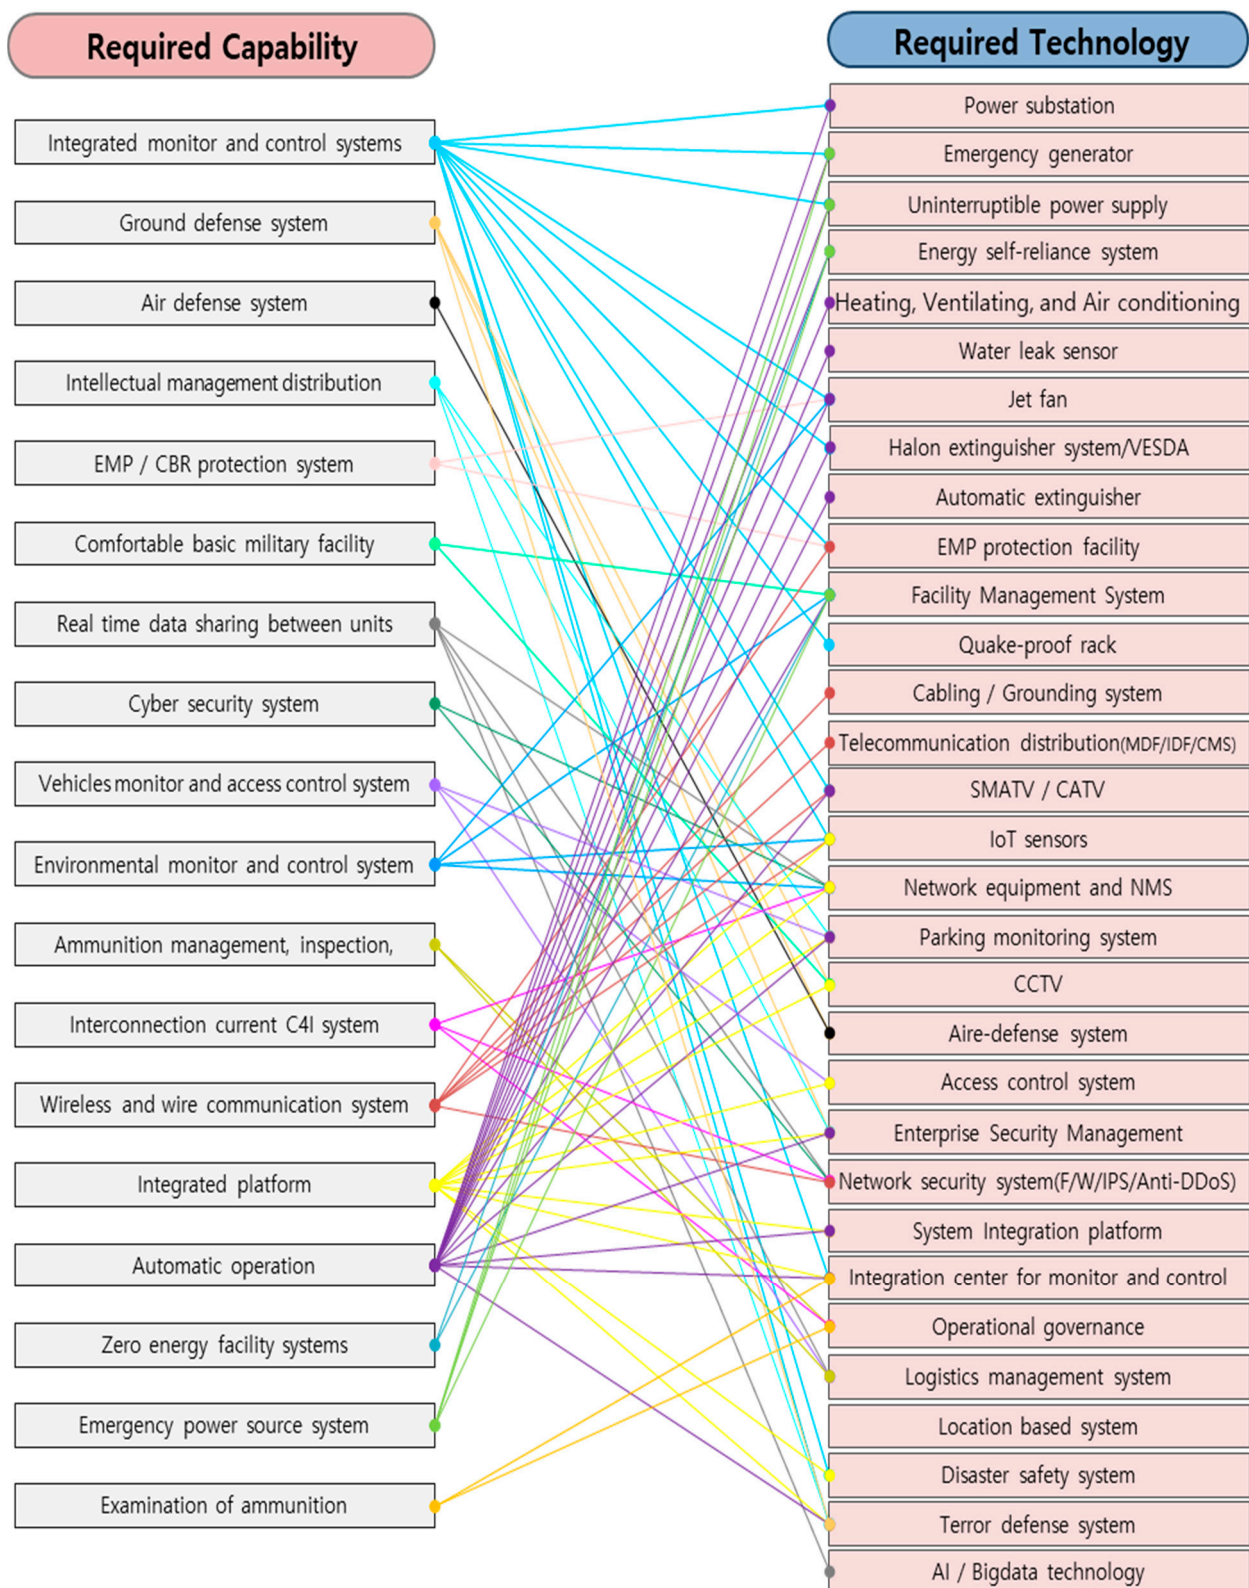 Required Capability
Integrated monitor and control systems
Ground defense system
Air defense system
Intellectual management distribution
EMP / CBR protection system
Comfortable basic military facility
Real time data sharing between units
Cyber security system
Vehicles monitor and access control system
Environmental monitor and control system
Ammunition management, inspection,
Interconnection current C4I system
Wireless and wire communication system
Integrated platform
Automatic operation
Zero energy facility systems
Emergency power source system
Examination of ammunition
Required Technology
Power substation
Emergency generator
Uninterruptible power supply
Energy self-reliance system
Heating, Ventilating, and Air conditioning
Water leak sensor
Jet fan
Halon extinguisher system/VESDA
Automatic extinguisher
EMP protection facility
Facility Management System
Quake-proof rack
Cabling / Grounding system
Telecommunication distribution(MDF/IDF/CMS)
SMATV / CATV
IoT sensors
Network equipment and NMS
Parking monitoring system
CCTV
Aire-defense system
Access control system
Enterprise Security Management
Network security system(F/W/IPS/Anti-DDoS)
System Integration platform
Integration center for monitor and control
Operational governance
Logistics management system
Location based system
Disaster safety system
Terror defense system
AI / Bigdata technology